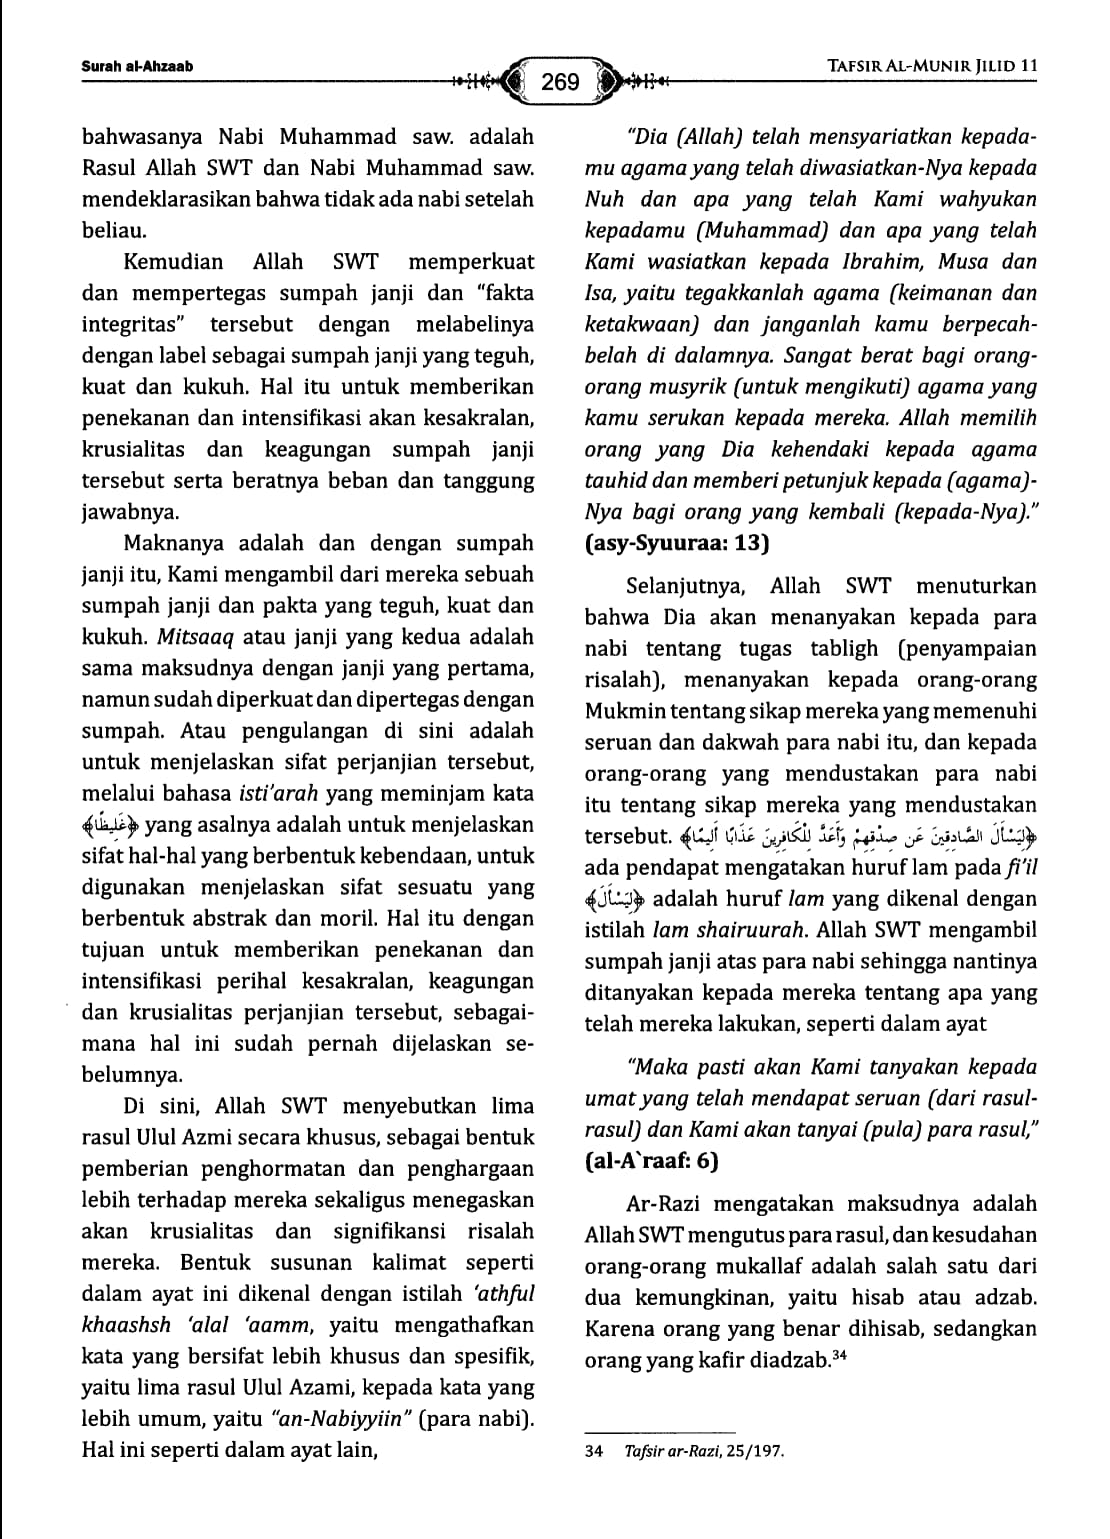 Surah al-Ahzaab
269
TAFSIR AL-MUNIR JILID 11
bahwasanya Nabi Muhammad saw. adalah
Rasul Allah SWT dan Nabi Muhammad saw.
mendeklarasikan bahwa tidak ada nabi setelah
beliau.
Kemudian Allah SWT memperkuat
dan mempertegas sumpah janji dan “fakta
integritas” tersebut dengan melabelinya
dengan label sebagai sumpah janji yang teguh,
kuat dan kukuh. Hal itu untuk memberikan
penekanan dan intensifikasi akan kesakralan,
krusialitas dan keagungan sumpah janji
tersebut serta beratnya beban dan tanggung
jawabnya.
Maknanya adalah dan dengan sumpah
janji itu, Kami mengambil dari mereka sebuah
sumpah janji dan pakta yang teguh, kuat dan
kukuh. Mitsaaq atau janji yang kedua adalah
sama maksudnya dengan janji yang pertama,
namun sudah diperkuat dan dipertegas dengan
sumpah. Atau pengulangan di sini adalah
untuk menjelaskan sifat perjanjian tersebut,
melalui bahasa isti’arah yang meminjam kata
﴿غَلِيظًا﴾ yang asalnya adalah untuk menjelaskan
sifat hal-hal yang berbentuk kebendaan, untuk
digunakan menjelaskan sifat sesuatu yang
berbentuk abstrak dan moril. Hal itu dengan
tujuan untuk memberikan penekanan dan
intensifikasi perihal kesakralan, keagungan
dan krusialitas perjanjian tersebut, sebagai-
mana hal ini sudah pernah dijelaskan se-
belumnya.
Di sini, Allah SWT menyebutkan lima
rasul Ulul Azmi secara khusus, sebagai bentuk
pemberian penghormatan dan penghargaan
lebih terhadap mereka sekaligus menegaskan
akan krusialitas dan signifikansi risalah
mereka. Bentuk susunan kalimat seperti
dalam ayat ini dikenal dengan istilah ‘athful
khaashsh ‘alal ‘aamm, yaitu mengathafkan
kata yang bersifat lebih khusus dan spesifik,
yaitu lima rasul Ulul Azami, kepada kata yang
lebih umum, yaitu “an-Nabiyyiin” (para nabi).
Hal ini seperti dalam ayat lain,
“Dia (Allah) telah mensyariatkan kepada-
mu agama yang telah diwasiatkan-Nya kepada
Nuh dan apa yang telah Kami wahyukan
kepadamu (Muhammad) dan apa yang telah
Kami wasiatkan kepada Ibrahim, Musa dan
Isa, yaitu tegakkanlah agama (keimanan dan
ketakwaan) dan janganlah kamu berpecah-
belah di dalamnya. Sangat berat bagi orang-
orang musyrik (untuk mengikuti) agama yang
kamu serukan kepada mereka. Allah memilih
orang yang Dia kehendaki kepada agama
tauhid dan memberi petunjuk kepada (agama)-
Nya bagi orang yang kembali (kepada-Nya).”
(asy-Syuuraa: 13)
Selanjutnya, Allah SWT menuturkan
bahwa Dia akan menanyakan kepada para
nabi tentang tugas tabligh (penyampaian
risalah), menanyakan kepada orang-orang
Mukmin tentang sikap mereka yang memenuhi
seruan dan dakwah para nabi itu, dan kepada
orang-orang yang mendustakan para nabi
itu tentang sikap mereka yang mendustakan
tersebut. ﴿لِيَسْأَلَ الصَّادِقِينَ عَن صِدْقِهِمْ وَأَعَدَّ لِلْكَافِرِينَ عَذَابًا أَلِيمًا﴾
ada pendapat mengatakan huruf lam pada fi’il
﴿لِيَسْأَلَ﴾ adalah huruf lam yang dikenal dengan
istilah lam shairuurah. Allah SWT mengambil
sumpah janji atas para nabi sehingga nantinya
ditanyakan kepada mereka tentang apa yang
telah mereka lakukan, seperti dalam ayat
“Maka pasti akan Kami tanyakan kepada
umat yang telah mendapat seruan (dari rasul-
rasul) dan Kami akan tanyai (pula) para rasul,”
(al-A`raaf: 6)
Ar-Razi mengatakan maksudnya adalah
Allah SWT mengutus para rasul, dan kesudahan
orang-orang mukallaf adalah salah satu dari
dua kemungkinan, yaitu hisab atau adzab.
Karena orang yang benar dihisab, sedangkan
orang yang kafir diadzab.34
34 Tafsir ar-Razi, 25/197.